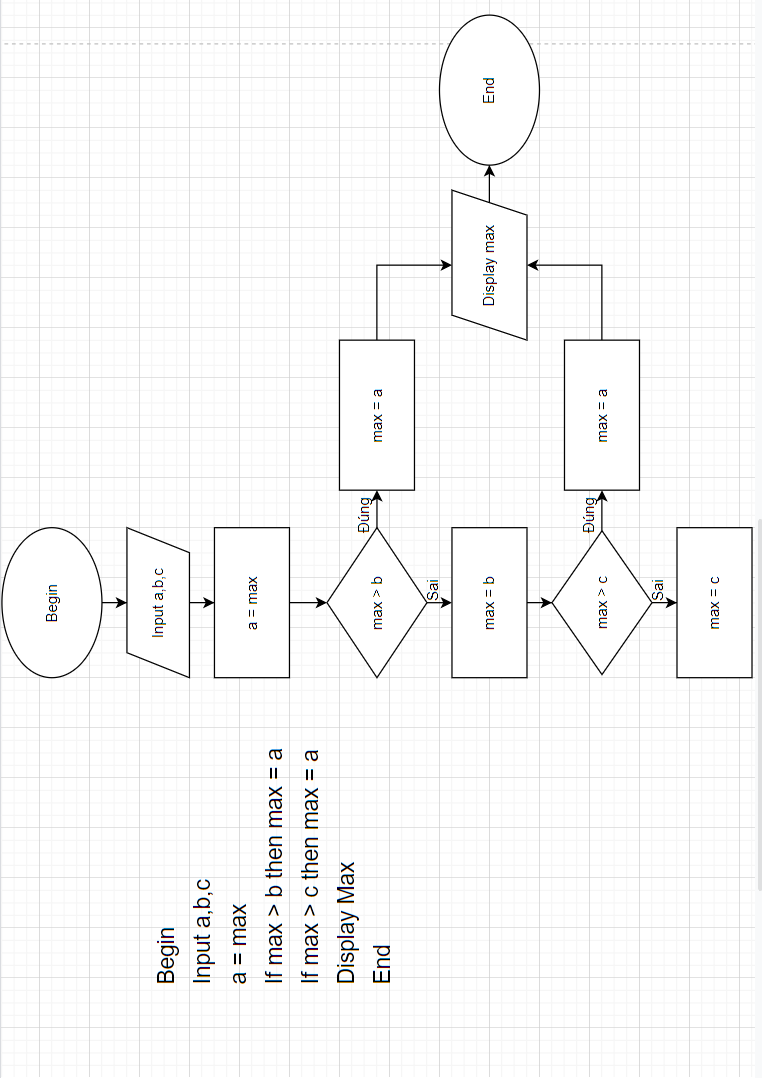 Begin
Input a,b,c
a = max
If max > b then max = a
If max > c then max = a
Display Max
End
Begin
Input a,b,c
a = max
max > b
Đúng
max = a
Sai
max = b
max > c
Đúng
max = a
Sai
max = c
Display max
End